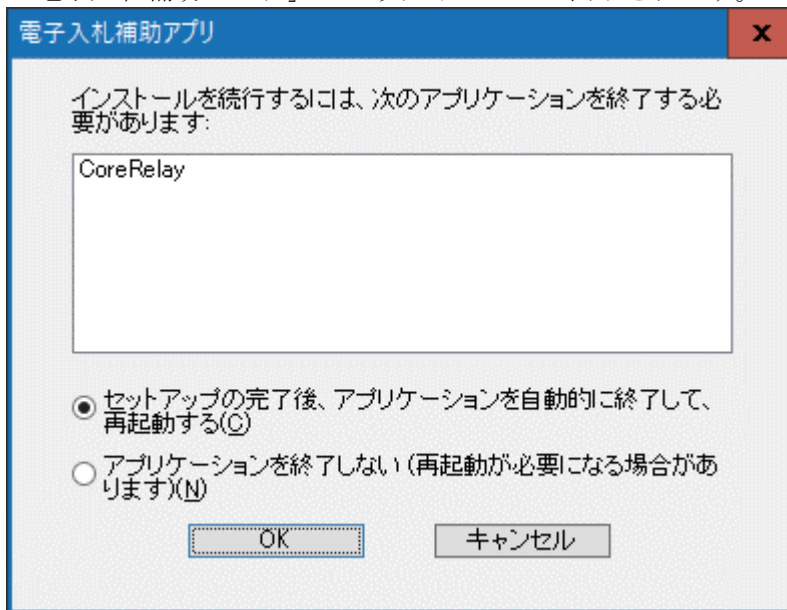 電子入札補助アプリ
x
インストールを続行するには、次のアプリケーションを終了する必
要があります:
CoreRelay
セットアップの完了後、アプリケーションを自動的に終了して、
再起動する(C)
アプリケーションを終了しない (再起動が必要になる場合があ
ります)(N)
OK
キャンセル